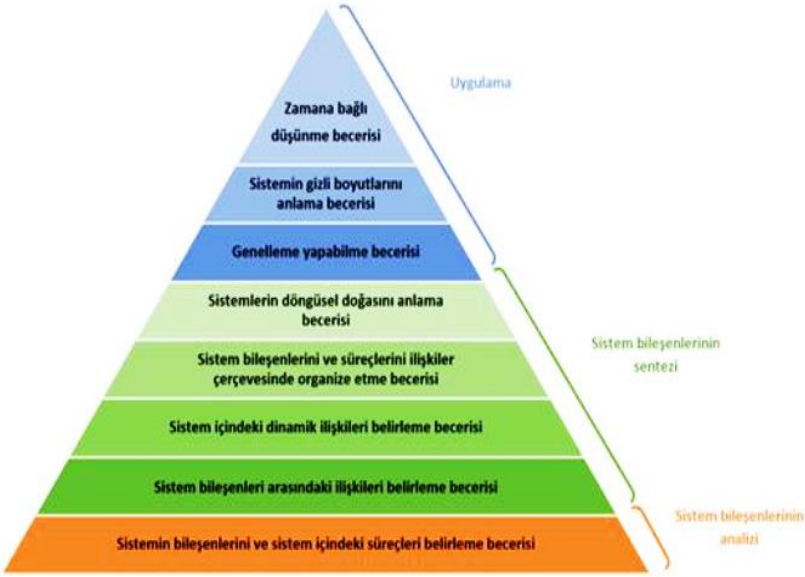 Uygulama
Zamana bağlı
düşünme becerisi
Sistemin gizli boyutlarını
anlama becerisi
Genelleme yapabilme becerisi
Sistemlerin döngüsel doğasını anlama
becerisi
Sistem bileşenlerinin
sentezi
Sistem bileşenlerini ve süreçlerini ilişkiler
çerçevesinde organize etme becerisi
Sistem içindeki dinamik ilişkileri belirleme becerisi
Sistem bileşenleri arasındaki ilişkileri belirleme becerisi
Sistem bileşenlerinin
analizi
Sistemin bileşenlerini ve sistem içindeki süreçleri belirleme becerisi